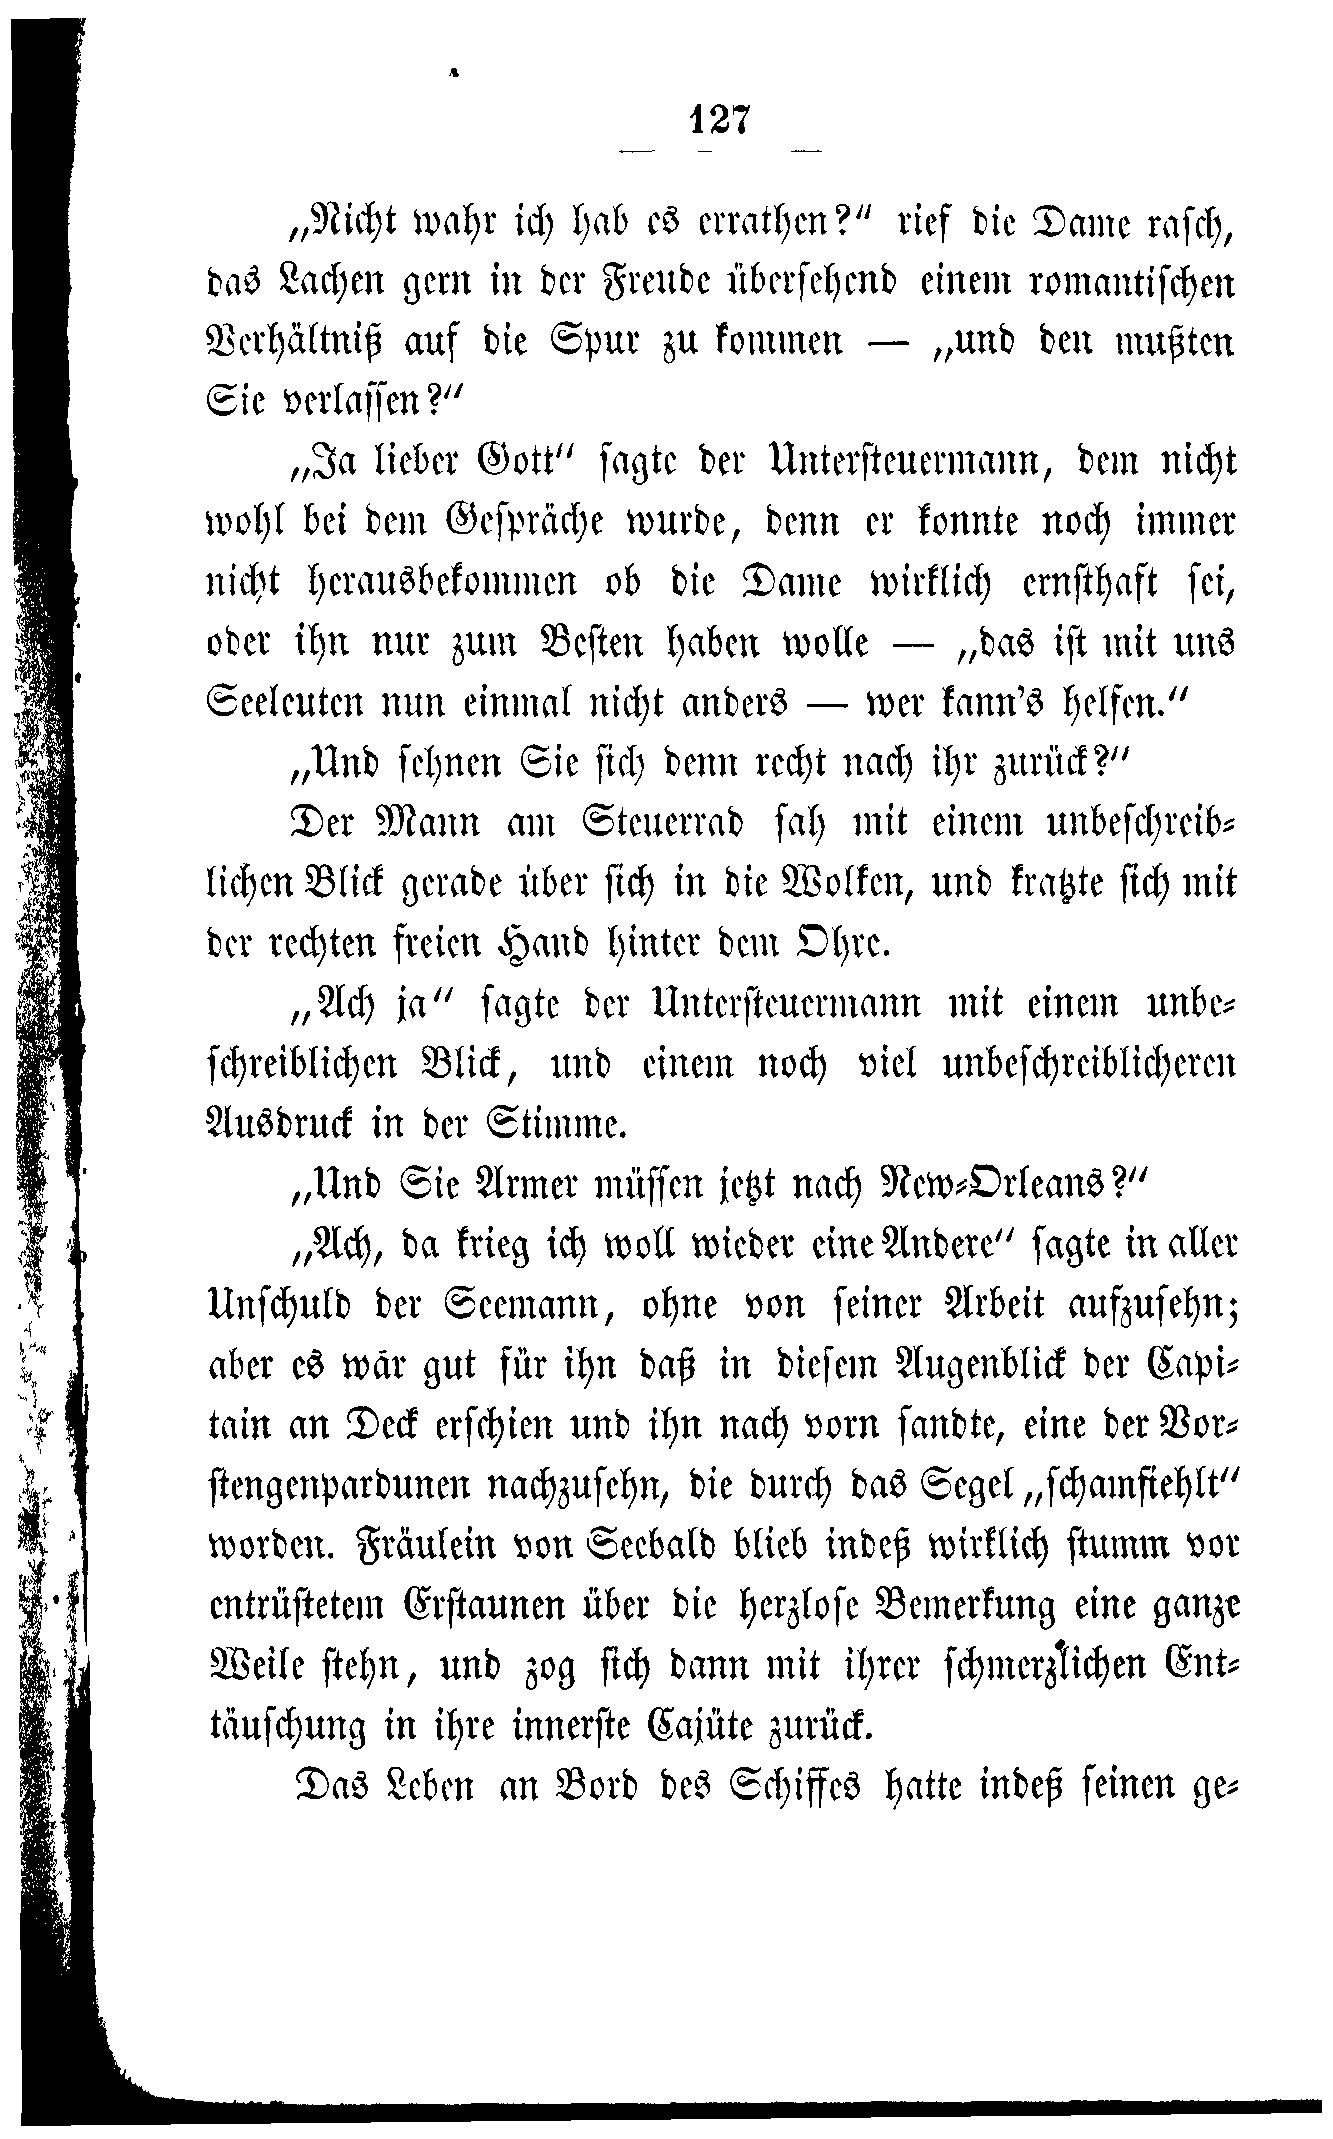 127
„Nicht wahr ich hab es errathen?“ rief die Dame rasch,
das Lachen gern in der Freude übersehend einem romantischen
Verhältniß auf die Spur zu kommen — „und den mußten
Sie verlassen?“
„Ja lieber Gott“ sagte der Untersteuermann, dem nicht
wohl bei dem Gespräche wurde, denn er konnte noch immer
nicht herausbekommen ob die Dame wirklich ernsthaft sei,
oder ihn nur zum Besten haben wolle — „das ist mit uns
Seeleuten nun einmal nicht anders — wer kann's helfen.“
„Und sehnen Sie sich denn recht nach ihr zurück?“
Der Mann am Steuerrad sah mit einem unbeschreib-
lichen Blick gerade über sich in die Wolken, und kratzte sich mit
der rechten freien Hand hinter dem Ohre.
„Ach ja“ sagte der Untersteuermann mit einem unbe-
schreiblichen Blick, und einem noch viel unbeschreiblicheren
Ausdruck in der Stimme.
„Und Sie Armer müssen jetzt nach New-Orleans?“
„Ach, da krieg ich woll wieder eine Andere“ sagte in aller
Unschuld der Seemann, ohne von seiner Arbeit aufzusehn;
aber es wär gut für ihn daß in diesem Augenblick der Capi-
tain an Deck erschien und ihn nach vorn sandte, eine der Vor-
stengenpardunen nachzusehn, die durch das Segel „schamfiehlt“
worden. Fräulein von Seebald blieb indeß wirklich stumm vor
entrüstetem Erstaunen über die herzlose Bemerkung eine ganze
Weile stehn, und zog sich dann mit ihrer schmerzlichen Ent-
täuschung in ihre innerste Cajüte zurück.
Das Leben an Bord des Schiffes hatte indeß seinen ge-